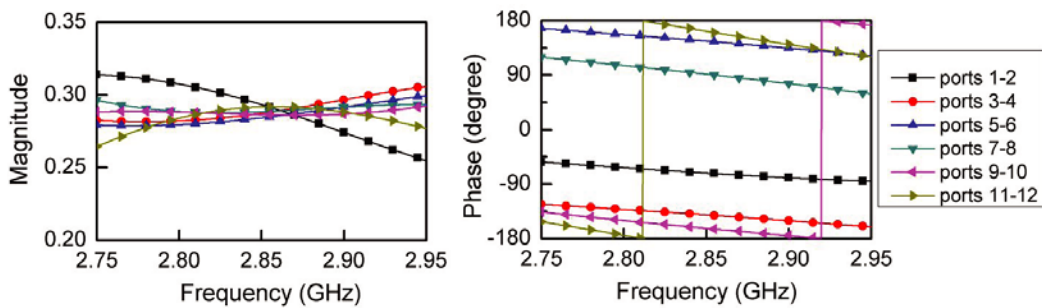 0.35
0.30
0.25
0.20
Magnitude
2.75 2.80 2.85 2.90 2.95
Frequency (GHz)
180
90
0
-90
-180
Phase (degree)
2.75 2.80 2.85 2.90 2.95
Frequency (GHz)
ports 1-2
ports 3-4
ports 5-6
ports 7-8
ports 9-10
ports 11-12